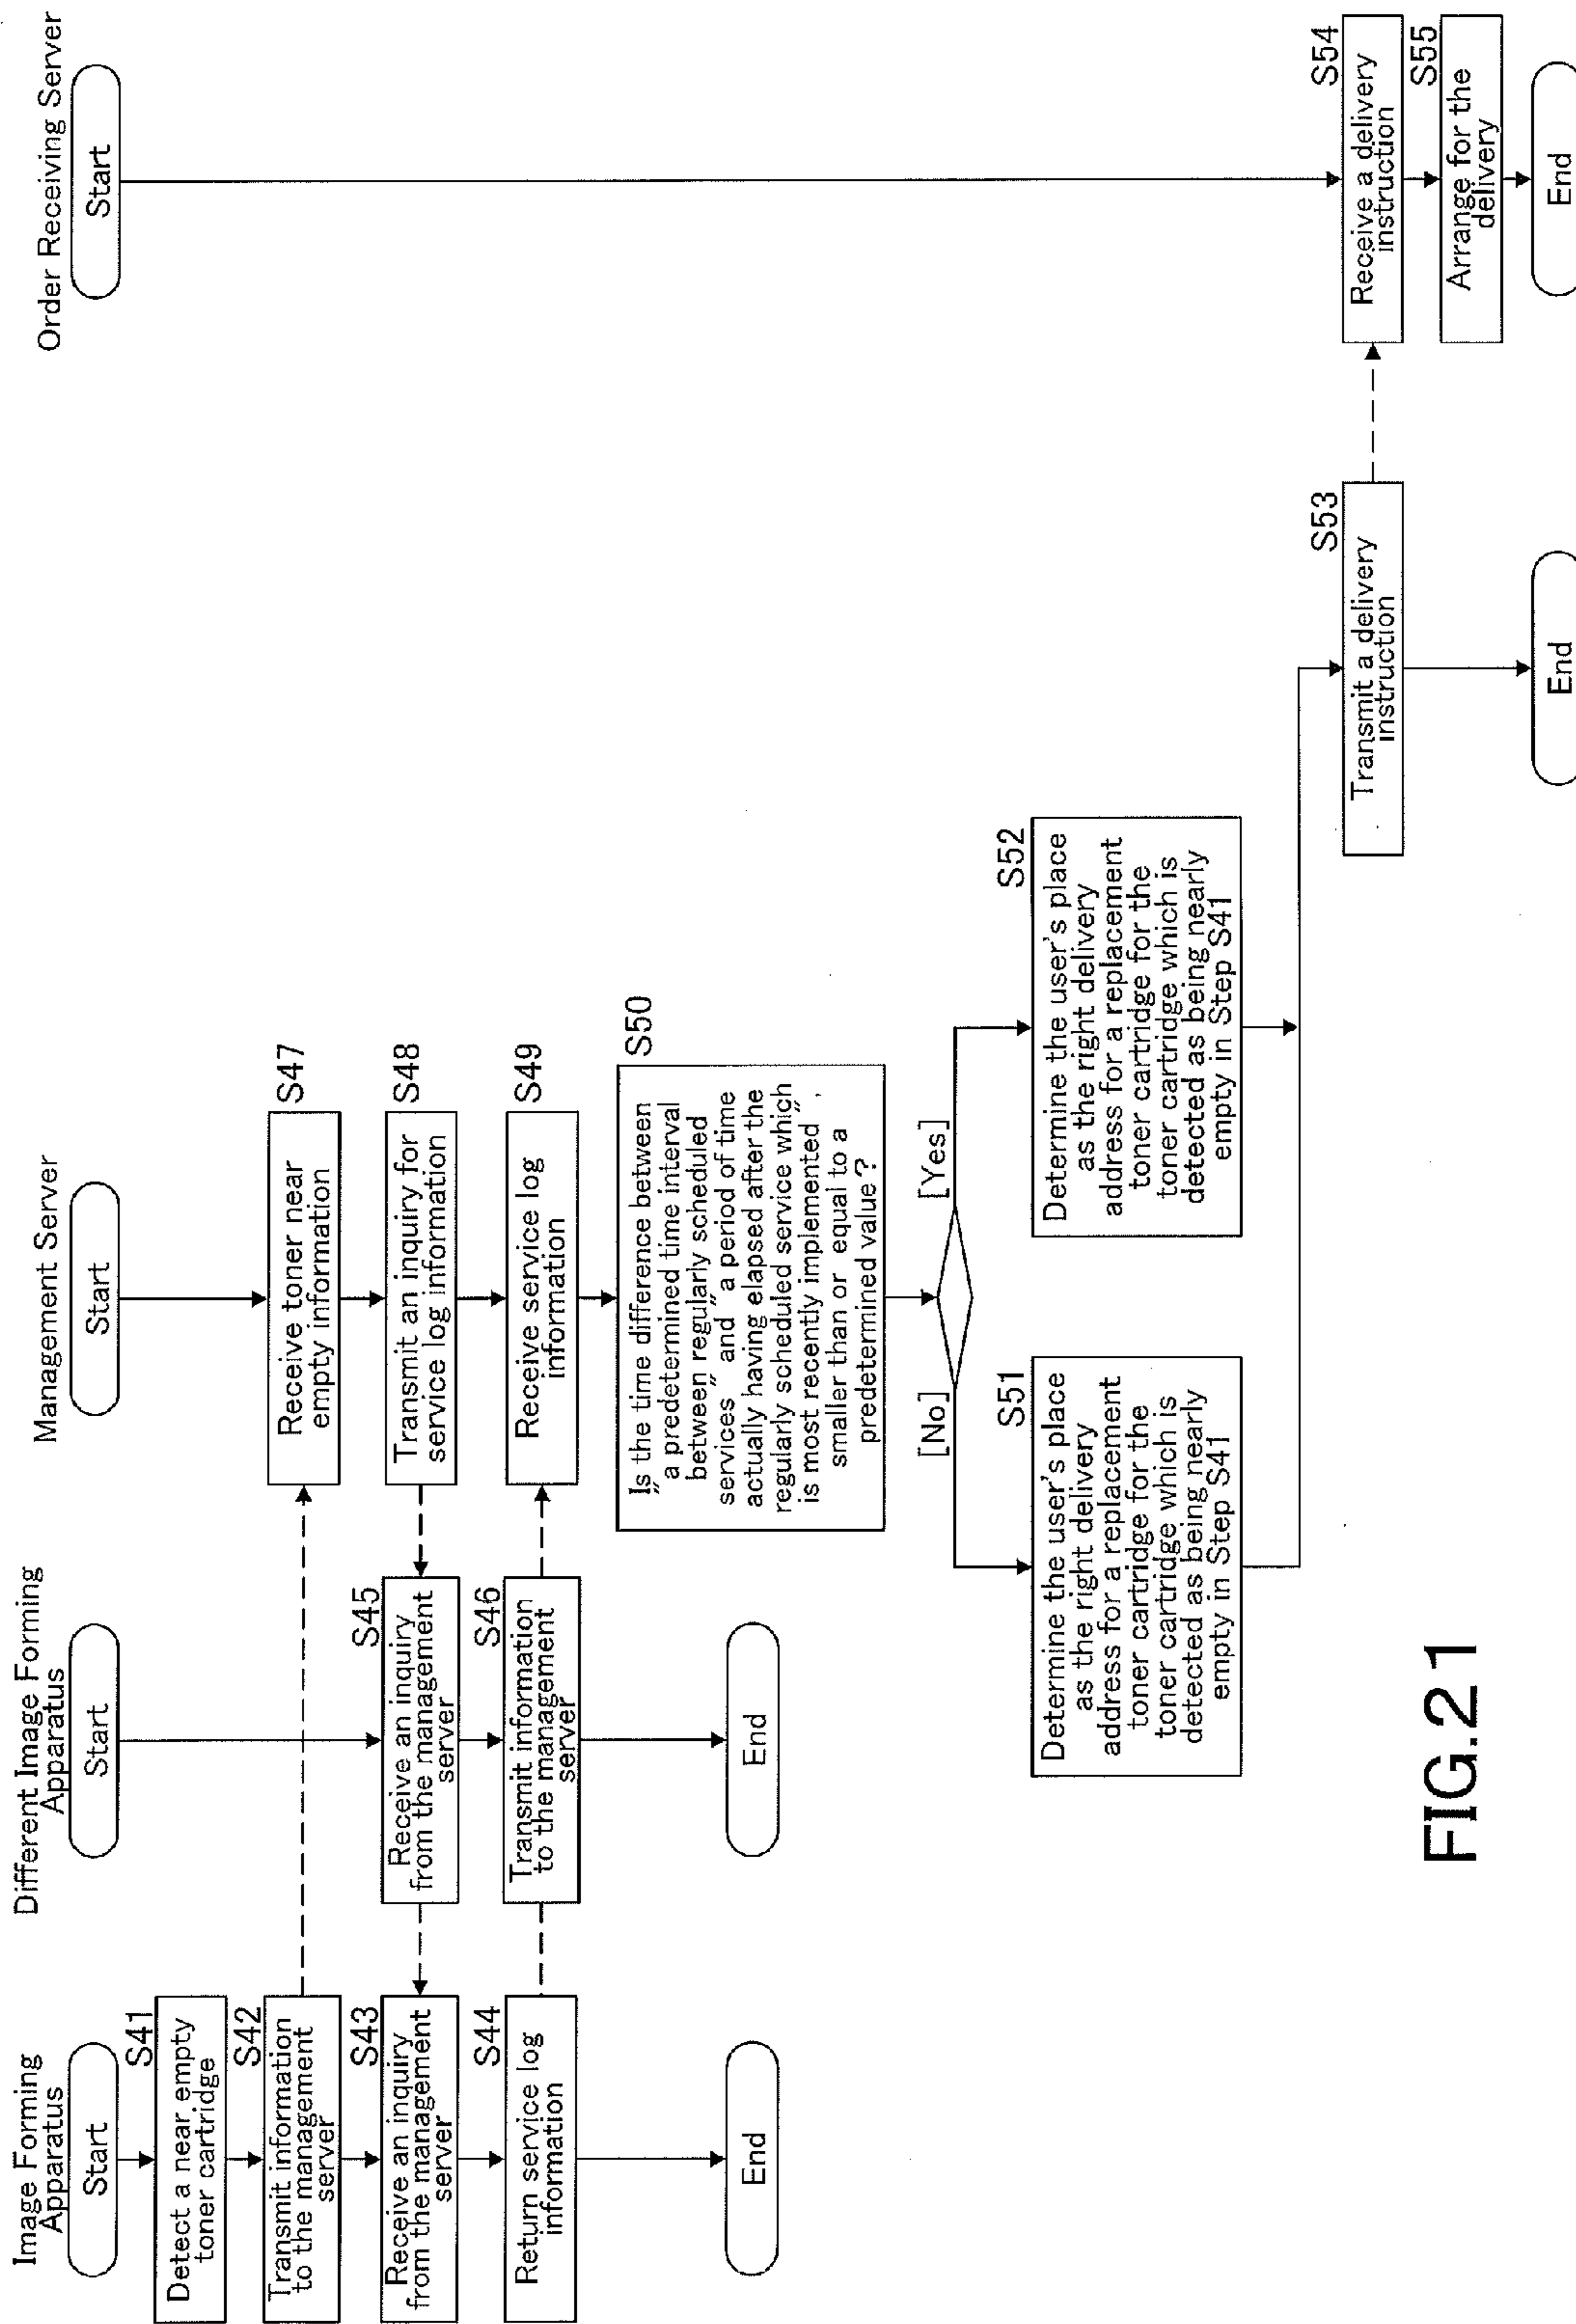 Image Forming
Apparatus
Start
S41
Detect a near empty
toner cartridge
S42
Transmit information
to the management
server
S43
Receive an inquiry
from the management
server
S44
Return service log
information
End
Different Image Forming
Apparatus
Start
S45
Receive an inquiry
from the management
server
S46
Transmit information
to the management
server
End
Management Server
Start
S47
Receive toner near
empty information
S48
Transmit an inquiry for
service log information
S49
Receive service log
information
S50
Is the time difference between
"a predetermined time interval
between regularly scheduled
services" and "a period of time
actually having elapsed after the
regularly scheduled service which
is most recently implemented",
smaller than or equal to a
predetermined value?
[No]
[Yes]
S51
Determine the user's place
as the right delivery
address for a replacement
toner cartridge for the
toner cartridge which is
detected as being nearly
empty in Step S41
S52
Determine the user's place
as the right delivery
address for a replacement
toner cartridge for the
toner cartridge which is
detected as being nearly
empty in Step S41
S53
Transmit a delivery
instruction
End
Order Receiving Server
Start
S54
Receive a delivery
instruction
S55
Arrange for the
delivery
End
FIG.21